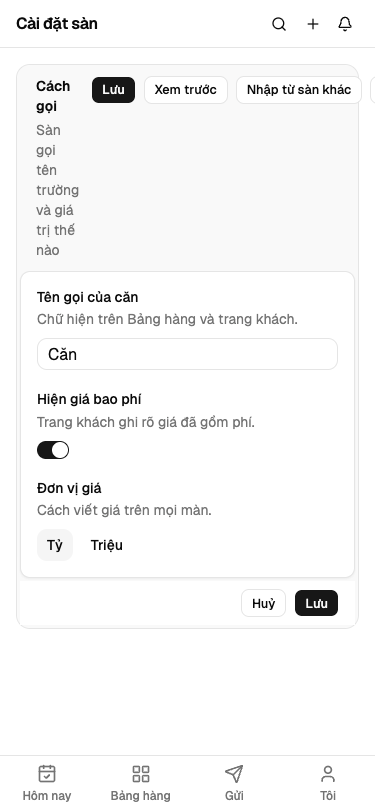 Cài đặt sàn
Cách
gọi
Lưu
Xem trước
Nhập từ sàn khác
Sàn
gọi
tên
trường
và giá
trị thế
nào
Tên gọi của căn
Chữ hiện trên Bảng hàng và trang khách.
Căn
Hiện giá bao phí
Trang khách ghi rõ giá đã gồm phí.
Đơn vị giá
Cách viết giá trên mọi màn.
Tỷ
Triệu
Huỷ
Lưu
Hôm nay
Bảng hàng
Gửi
Tôi